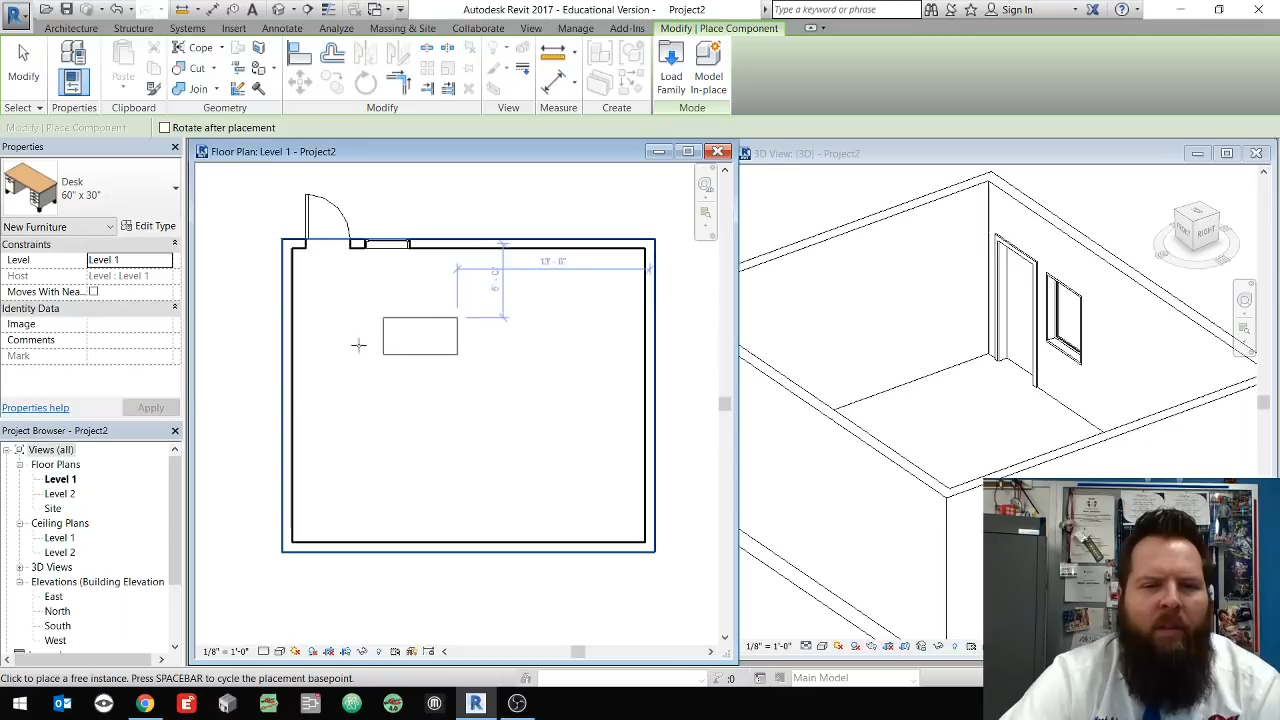 Autodesk Revit 2017 - Educational Version - Project2
Type a keyword or phrase
Sign In
Architecture Structure Systems Insert Annotate Analyze Massing & Site Collaborate View Manage Add-Ins Modify | Place Component
Modify
Paste
Cope
Cut
Join
Load Family
Model In-place
Select Properties Clipboard Geometry Modify View Measure Create Mode
Modify | Place Component
Rotate after placement
Properties
Desk
60" x 30"
New Furniture
Edit Type
Constraints
Level Level 1
Host Level : Level 1
Moves With Nea...
Identity Data
Image
Comments
Mark
Properties help
Apply
Project Browser - Project2
Views (all)
Floor Plans
Level 1
Level 2
Site
Ceiling Plans
Level 1
Level 2
3D Views
Elevations (Building Elevation
East
North
South
West
Floor Plan: Level 1 - Project2
1/8" = 1'-0"
3D View: {3D} - Project2
FRONT
RIGHT
1/8" = 1'-0"
Click to place a free instance. Press SPACEBAR to cycle the placement basepoint.
:0
Main Model